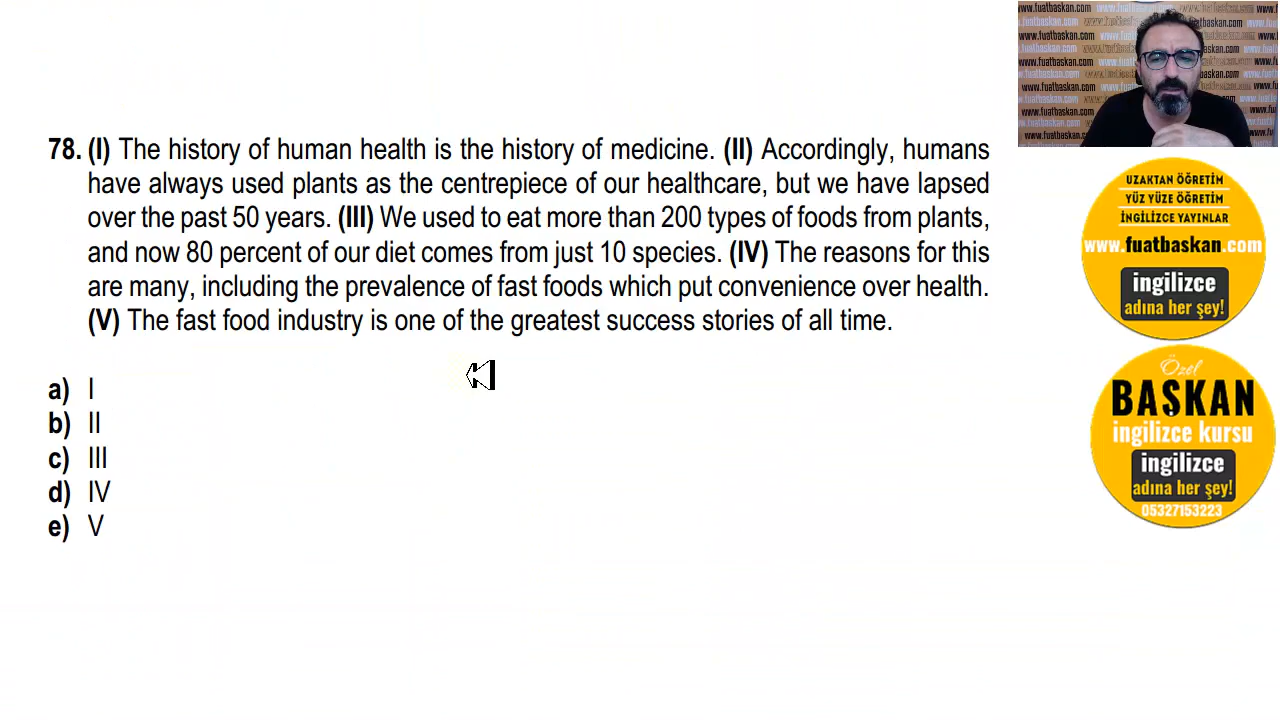 78. (I) The history of human health is the history of medicine. (II) Accordingly, humans
have always used plants as the centrepiece of our healthcare, but we have lapsed
over the past 50 years. (III) We used to eat more than 200 types of foods from plants,
and now 80 percent of our diet comes from just 10 species. (IV) The reasons for this
are many, including the prevalence of fast foods which put convenience over health.
(V) The fast food industry is one of the greatest success stories of all time.
a) I
b) II
c) III
d) IV
e) V
www.fuatbaskan.com
UZAKTAN ÖĞRETİM
YÜZ YÜZE ÖĞRETİM
İNGİLİZCE YAYINLAR
www.fuatbaskan.com
ingilizce
adına her şey!
Özel
BAŞKAN
ingilizce kursu
ingilizce
adına her şey!
05327153223